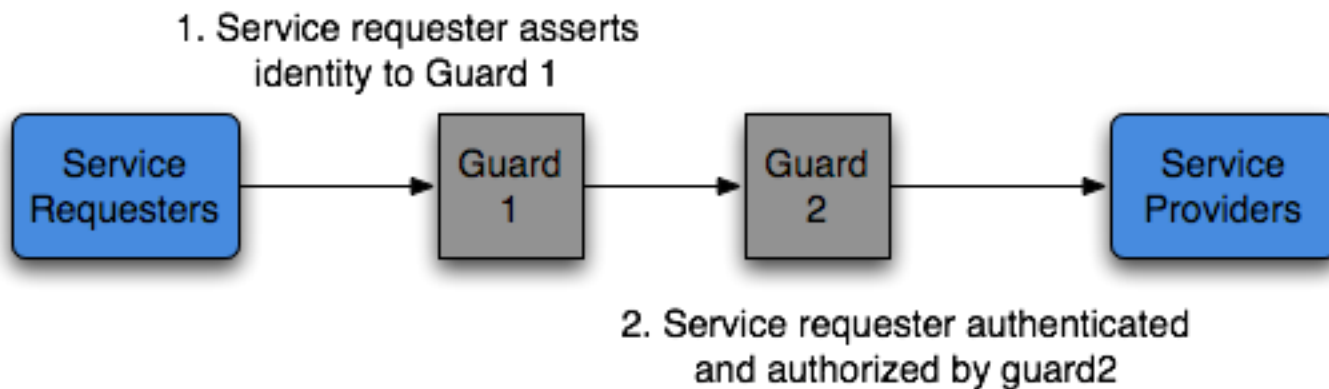 1. Service requester asserts
identity to Guard 1
Service
Requesters
Guard
1
Guard
2
Service
Providers
2. Service requester authenticated
and authorized by guard2